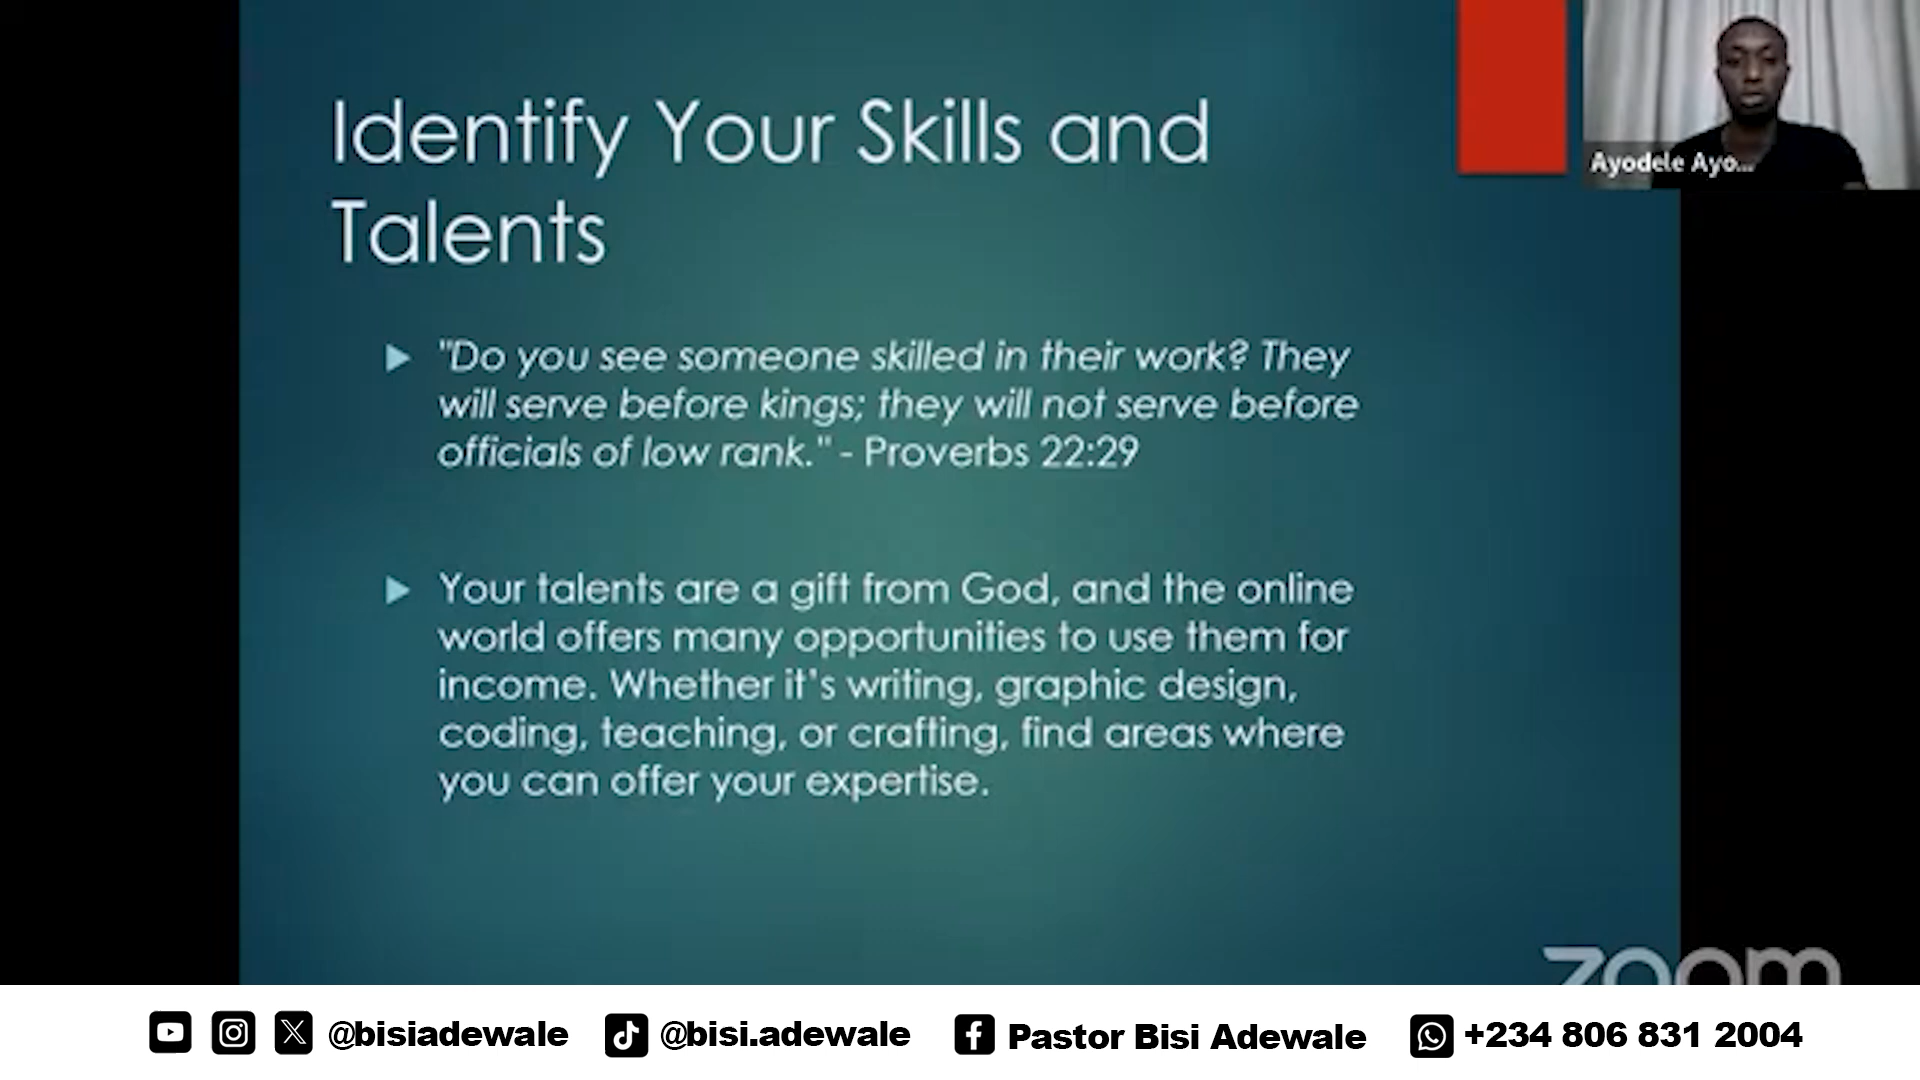 Identify Your Skills and
Talents
"Do you see someone skilled in their work? They
will serve before kings; they will not serve before
officials of low rank." - Proverbs 22:29
Your talents are a gift from God, and the online
world offers many opportunities to use them for
income. Whether it's writing, graphic design,
coding, teaching, or crafting, find areas where
you can offer your expertise.
Ayodele Ayo...
zoom
@bisiadewale @bisi.adewale Pastor Bisi Adewale +234 806 831 2004